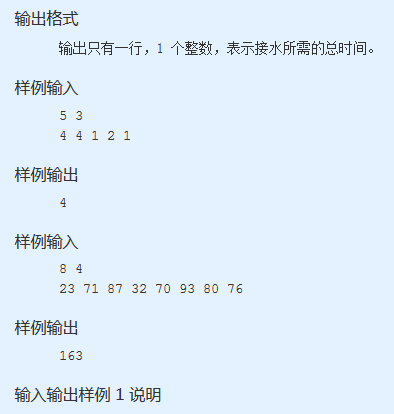 输出格式
输出只有一行，1 个整数，表示接水所需的总时间。
样例输入
5 3
4 4 1 2 1
样例输出
4
样例输入
8 4
23 71 87 32 70 93 80 76
样例输出
163
输入输出样例 1 说明